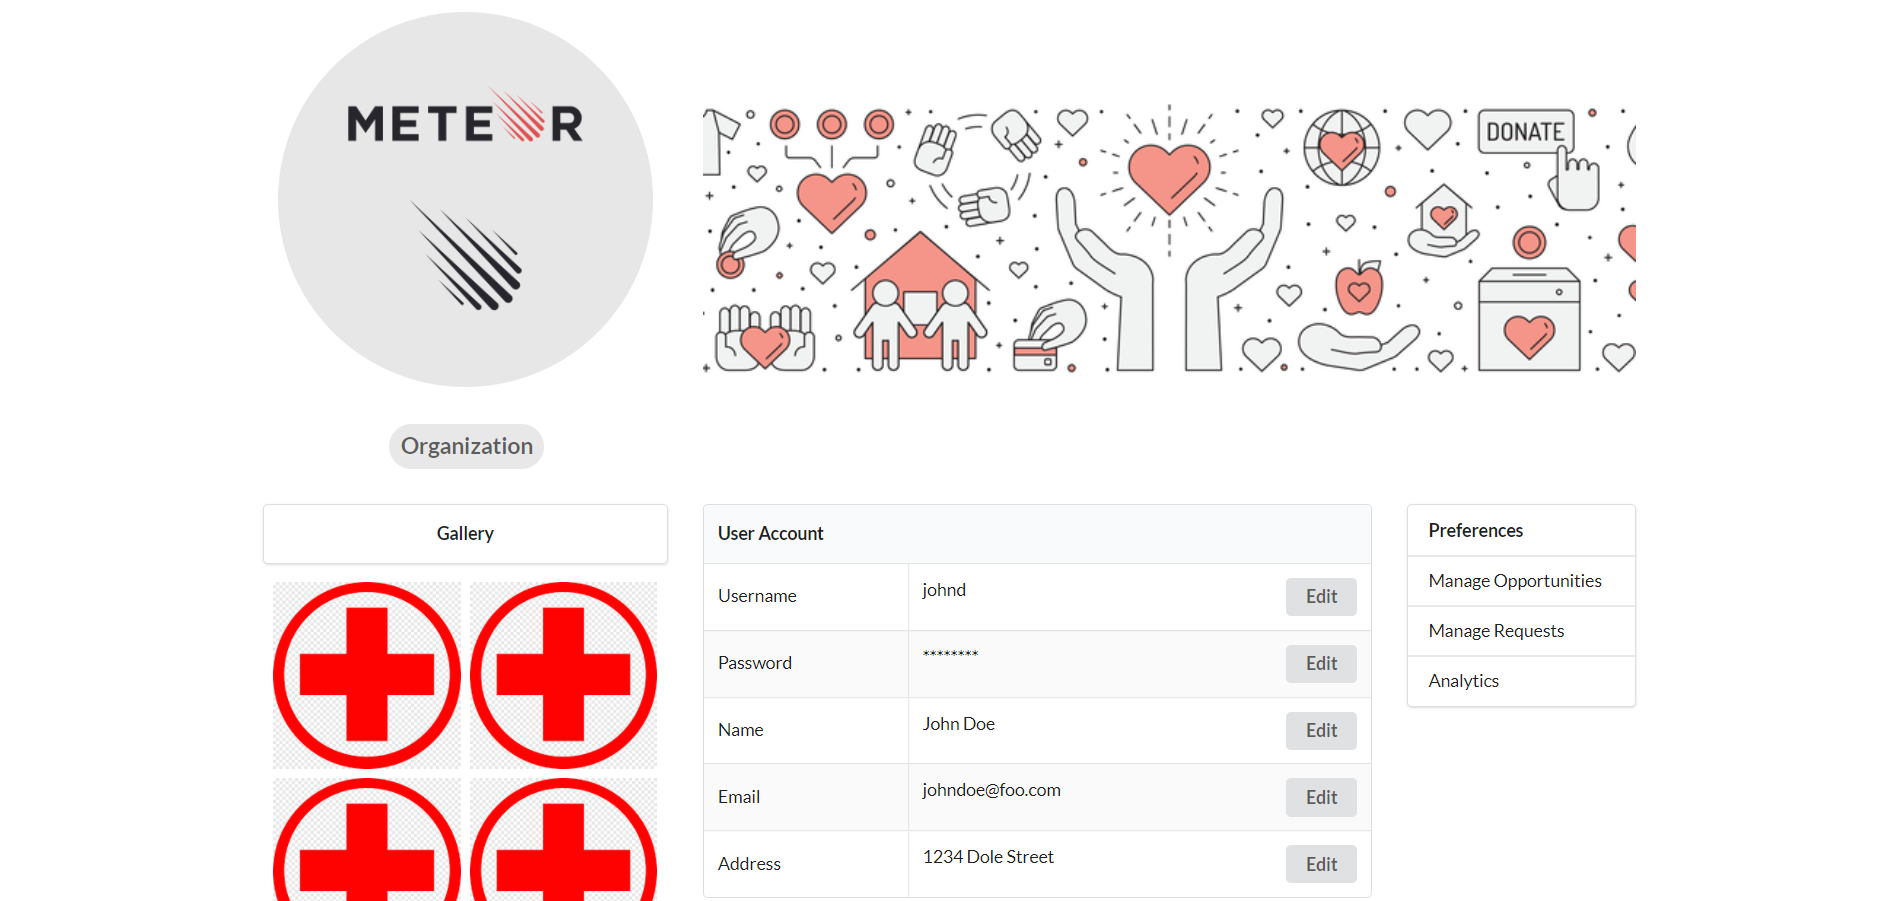 METEOR
DONATE
Organization
Gallery
User Account
Username johnd Edit
Password ******** Edit
Name John Doe Edit
Email johndoe@foo.com Edit
Address 1234 Dole Street Edit
Preferences
Manage Opportunities
Manage Requests
Analytics